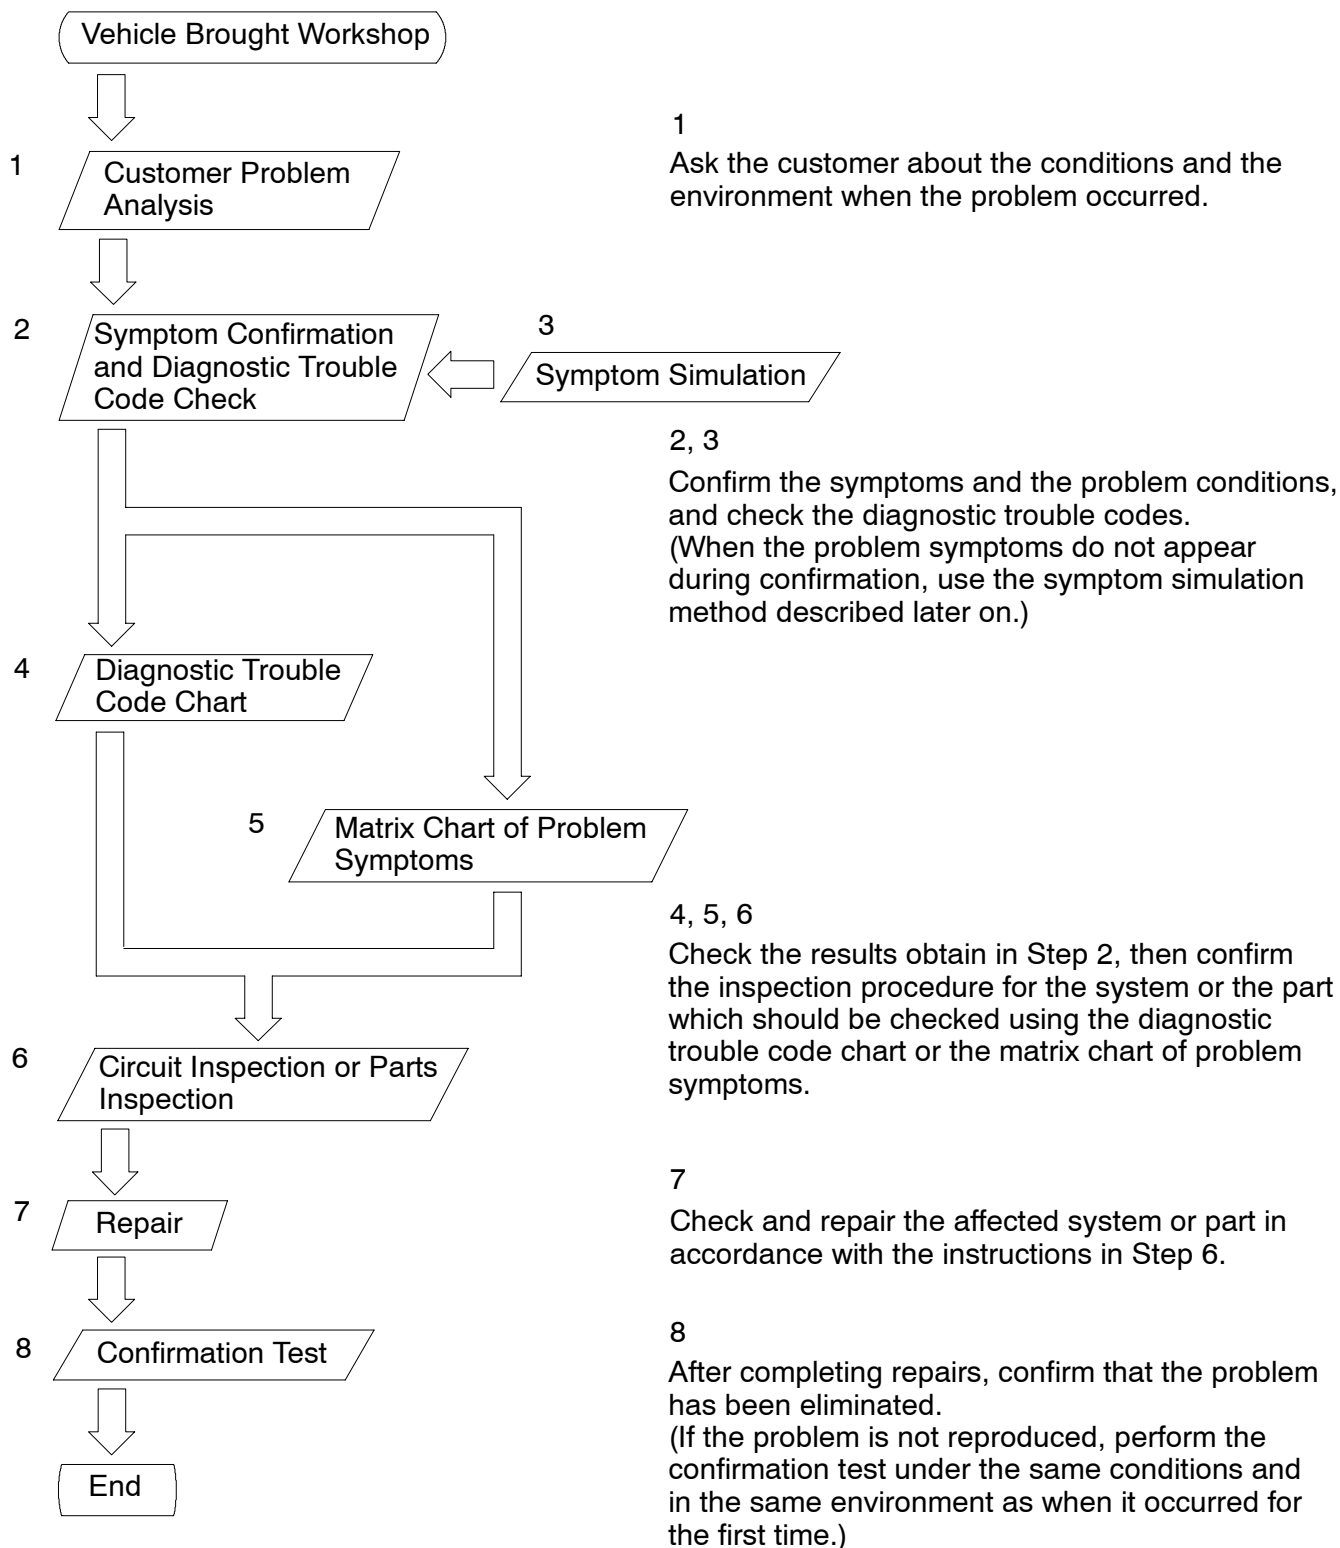 Vehicle Brought Workshop
1
Customer Problem
Analysis
1
Ask the customer about the conditions and the
environment when the problem occurred.
2
Symptom Confirmation
and Diagnostic Trouble
Code Check
3
Symptom Simulation
2, 3
Confirm the symptoms and the problem conditions,
and check the diagnostic trouble codes.
(When the problem symptoms do not appear
during confirmation, use the symptom simulation
method described later on.)
4
Diagnostic Trouble
Code Chart
5
Matrix Chart of Problem
Symptoms
4, 5, 6
Check the results obtain in Step 2, then confirm
the inspection procedure for the system or the part
which should be checked using the diagnostic
trouble code chart or the matrix chart of problem
symptoms.
6
Circuit Inspection or Parts
Inspection
7
Repair
7
Check and repair the affected system or part in
accordance with the instructions in Step 6.
8
Confirmation Test
8
After completing repairs, confirm that the problem
has been eliminated.
(If the problem is not reproduced, perform the
confirmation test under the same conditions and
in the same environment as when it occurred for
the first time.)
End